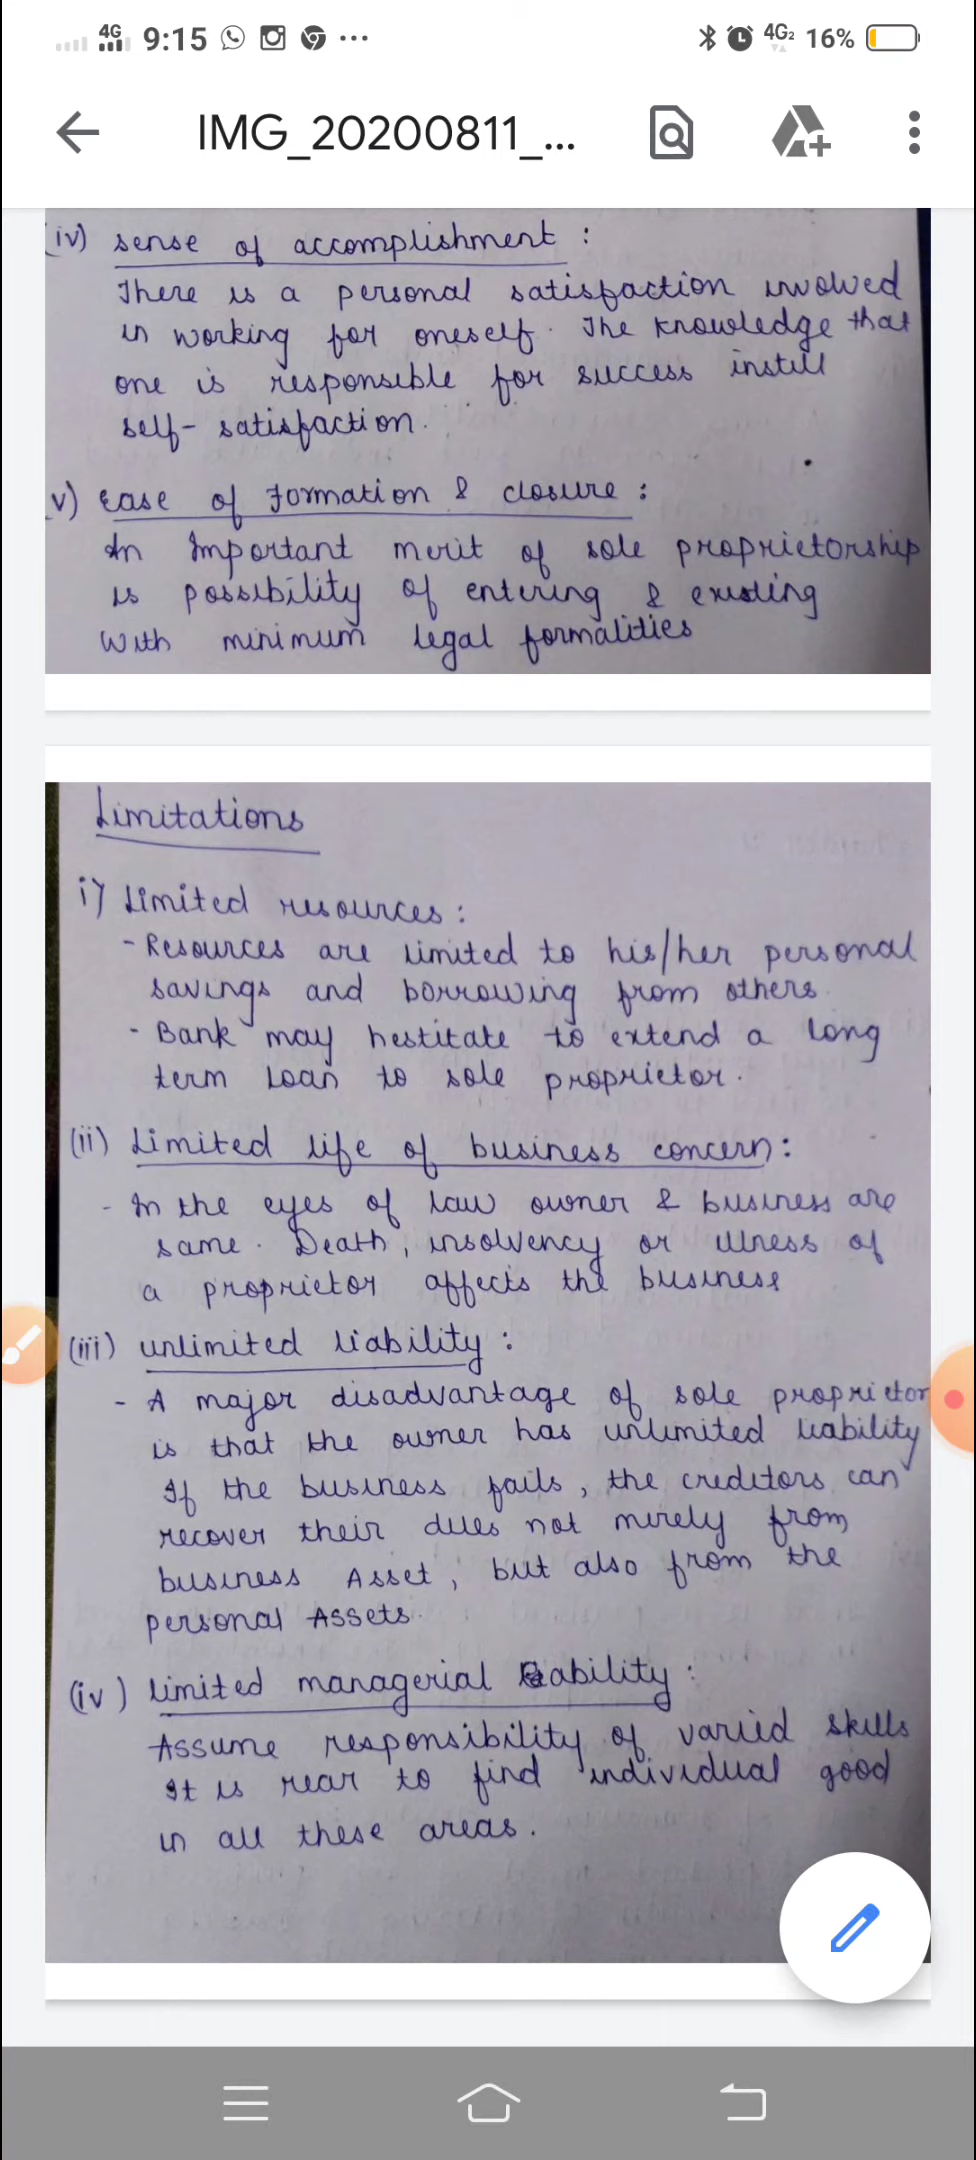 4G 9:15 ... 4G2 16%
IMG_20200811_...
(iv) sense of accomplishment :
There is a personal satisfaction involved
in working for oneself. The knowledge that
one is responsible for success instill
self- satisfaction.
v) Ease of Formation & closure :
An Important merit of sole proprietorship
is possibility of entering & existing
with minimum legal formalities
Limitations
i) Limited resources :
- Resources are limited to his/her personal
savings and borrowing from others
- Bank may hestitate to extend a long
term Loan to sole proprietor.
(ii) Limited life of business concern :
- In the eyes of law owner & business are
same. Death, insolvency or illness of
a proprietor affects the business
(iii) unlimited liability :
- A major disadvantage of sole proprietor
is that the owner has unlimited liability
If the business fails, the creditors can
recover their dues not merely from
business Asset, but also from the
personal Assets.
(iv) limited managerial ability :
Assume responsibility of varied skills
It is rear to find individual good
in all these areas.